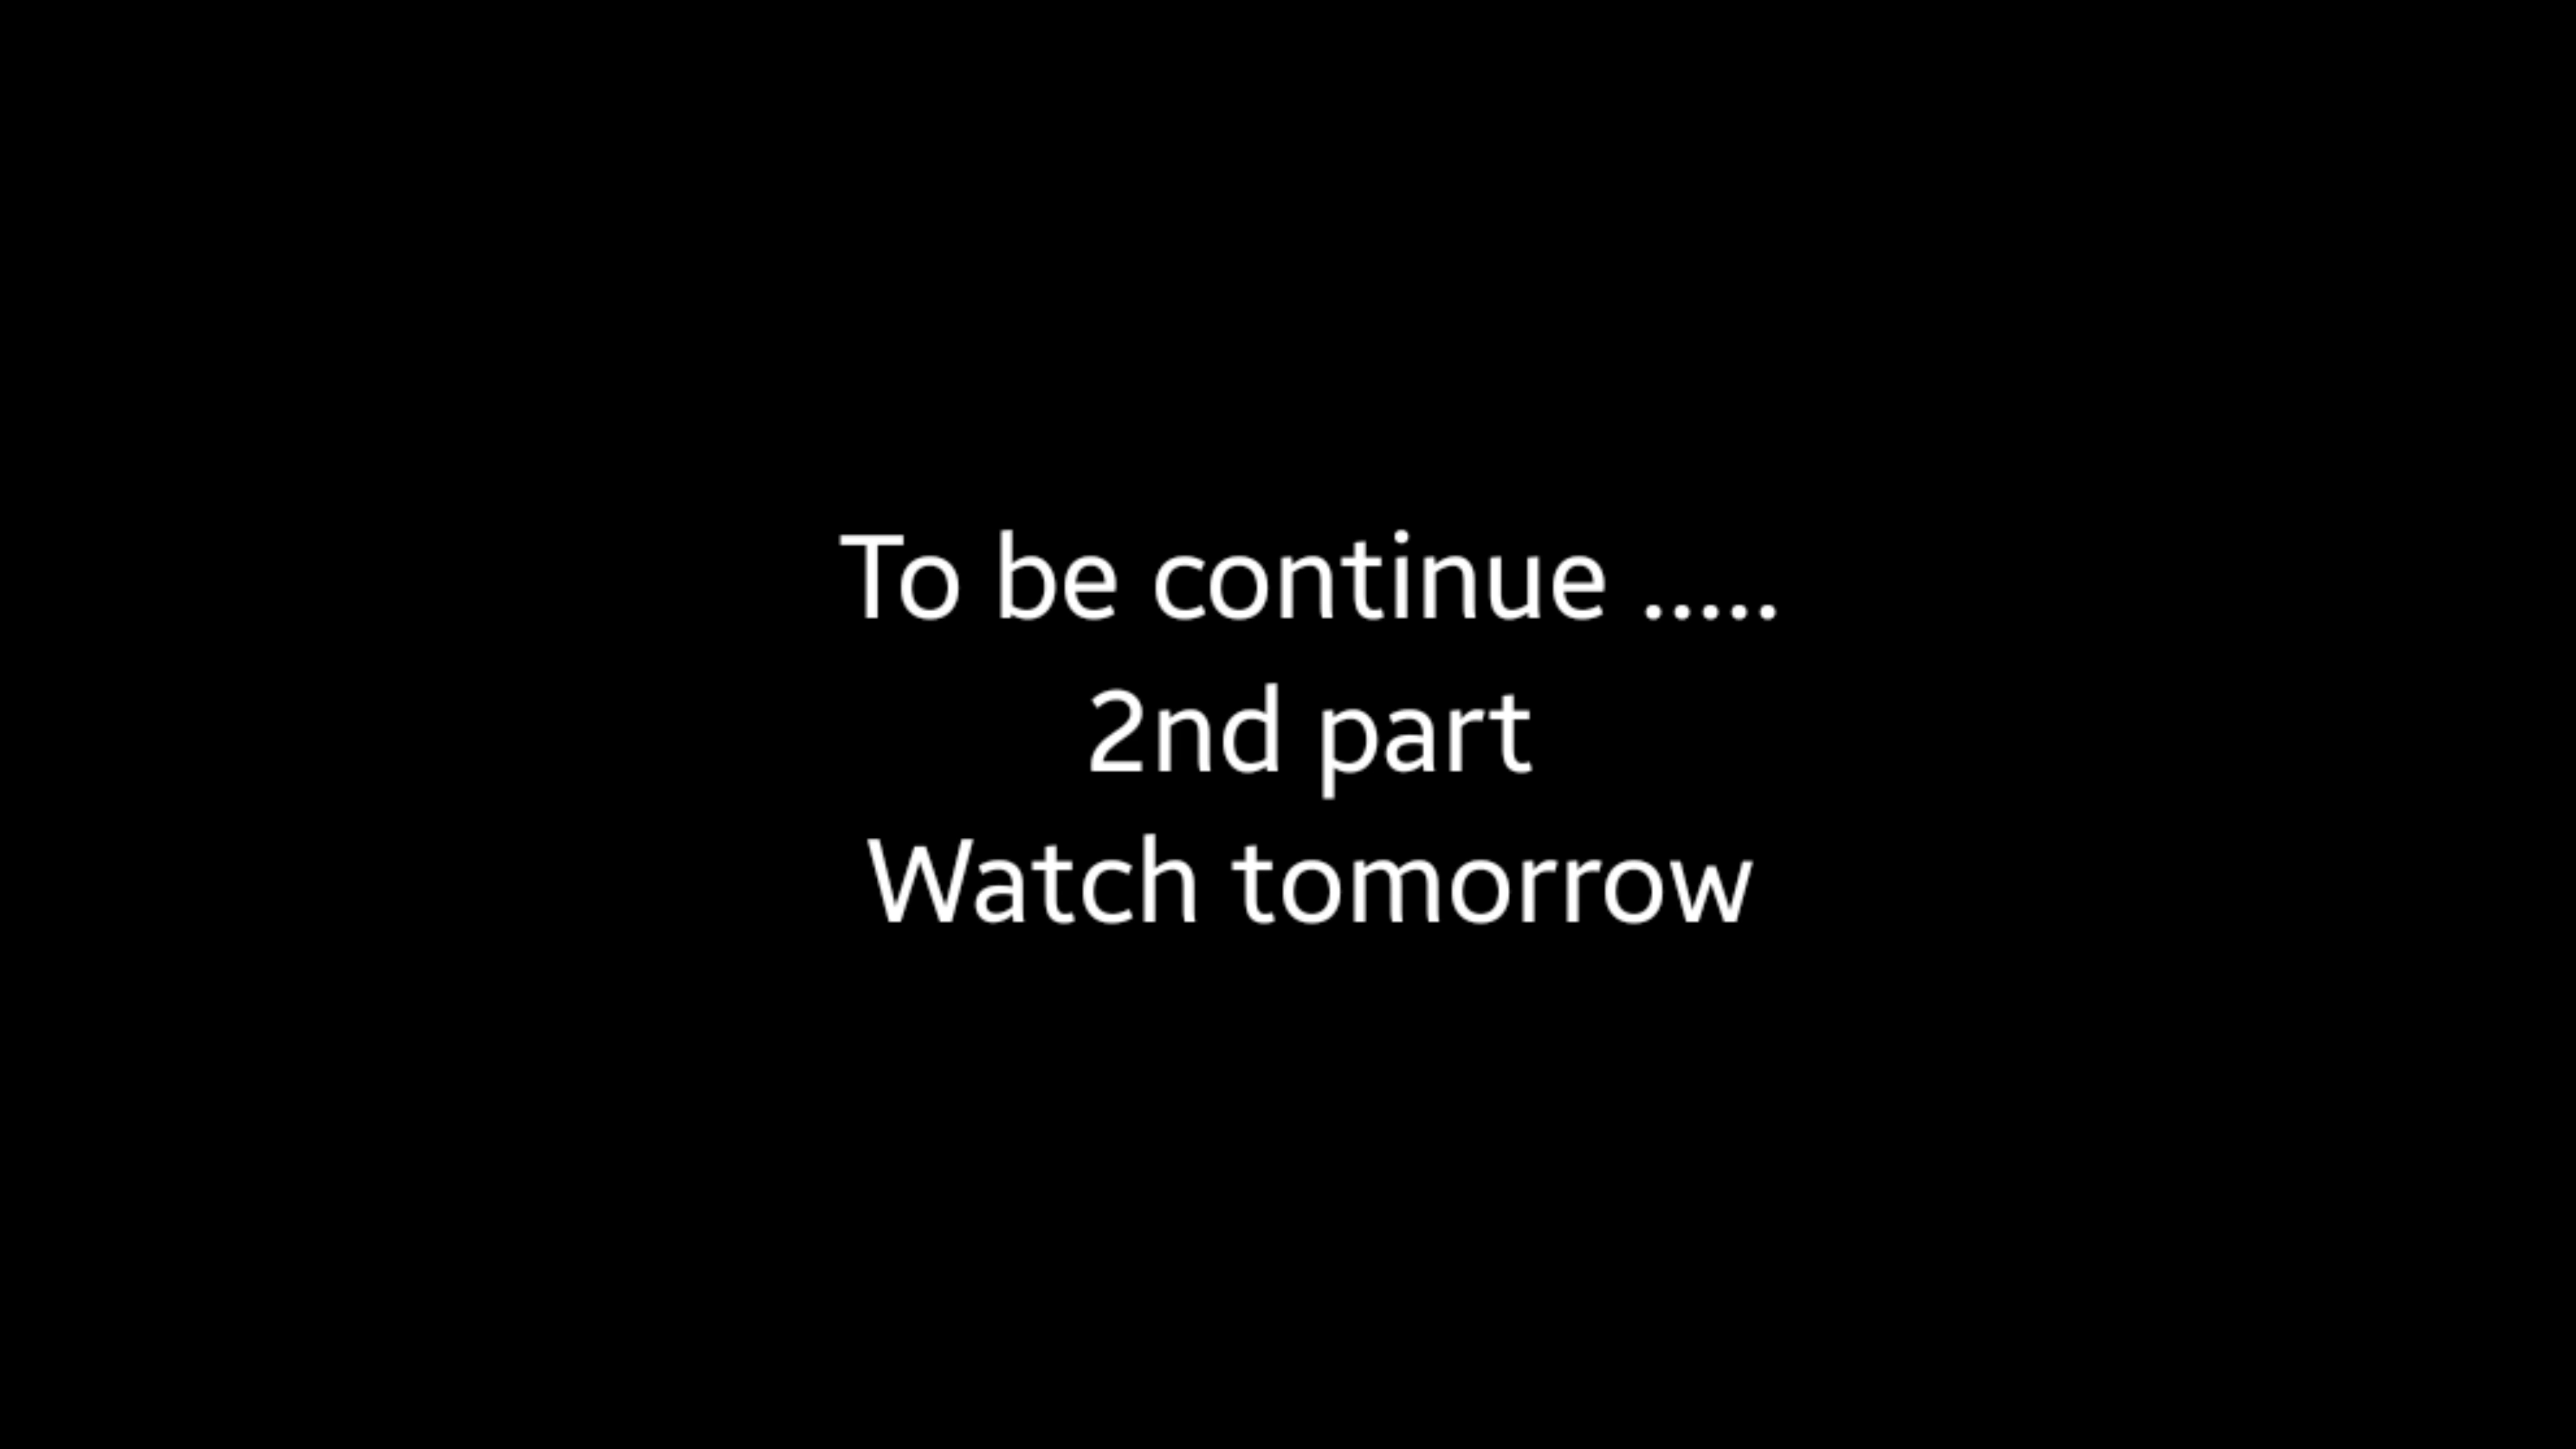 To be continue .....
2nd part
Watch tomorrow